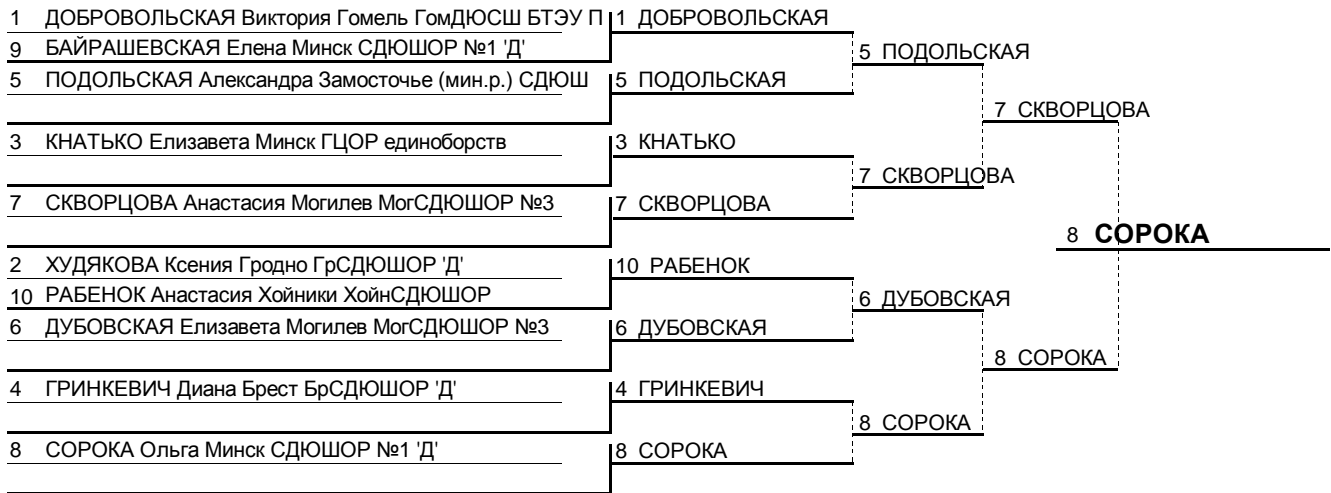 1 ДОБРОВОЛЬСКАЯ Виктория Гомель ГомДЮСШ БТЭУ П 1 ДОБРОВОЛЬСКАЯ
9 БАЙРАШЕВСКАЯ Елена Минск СДЮШОР №1 'Д'
5 ПОДОЛЬСКАЯ
5 ПОДОЛЬСКАЯ Александра Замосточье (мин.р.) СДЮШ 5 ПОДОЛЬСКАЯ
7 СКВОРЦОВА
3 КНАТЬКО Елизавета Минск ГЦОР единоборств 3 КНАТЬКО
7 СКВОРЦОВА
7 СКВОРЦОВА Анастасия Могилев МогСДЮШОР №3 7 СКВОРЦОВА
8 СОРОКА
2 ХУДЯКОВА Ксения Гродно ГрСДЮШОР 'Д' 10 РАБЕНОК
10 РАБЕНОК Анастасия Хойники ХойнСДЮШОР
6 ДУБОВСКАЯ
6 ДУБОВСКАЯ Елизавета Могилев МогСДЮШОР №3 6 ДУБОВСКАЯ
8 СОРОКА
4 ГРИНКЕВИЧ Диана Брест БрСДЮШОР 'Д' 4 ГРИНКЕВИЧ
8 СОРОКА
8 СОРОКА Ольга Минск СДЮШОР №1 'Д' 8 СОРОКА